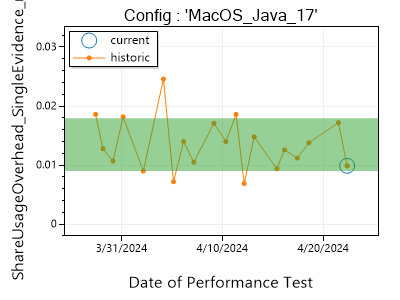 Config : 'MacOS_Java_17'
current
historic
0.03
0.02
0.01
0
ShareUsageOverhead_SingleEvidence_
3/31/2024
4/10/2024
4/20/2024
Date of Performance Test